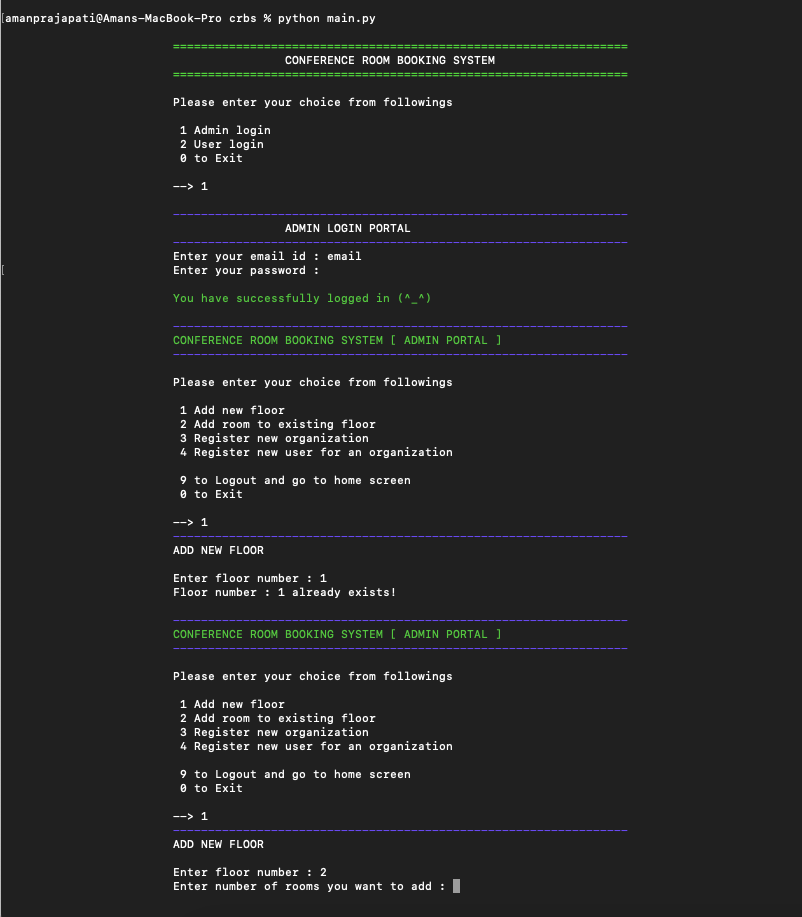 [amanprajapati@Amans-MacBook-Pro crbs % python main.py
=================================================================
CONFERENCE ROOM BOOKING SYSTEM
=================================================================
Please enter your choice from followings
1 Admin login
2 User login
0 to Exit
--> 1
-----------------------------------------------------------------
ADMIN LOGIN PORTAL
-----------------------------------------------------------------
Enter your email id : email
[Enter your password :
You have successfully logged in (^_^)
-----------------------------------------------------------------
CONFERENCE ROOM BOOKING SYSTEM [ ADMIN PORTAL ]
-----------------------------------------------------------------
Please enter your choice from followings
1 Add new floor
2 Add room to existing floor
3 Register new organization
4 Register new user for an organization
9 to Logout and go to home screen
0 to Exit
--> 1
-----------------------------------------------------------------
ADD NEW FLOOR
Enter floor number : 1
Floor number : 1 already exists!
-----------------------------------------------------------------
CONFERENCE ROOM BOOKING SYSTEM [ ADMIN PORTAL ]
-----------------------------------------------------------------
Please enter your choice from followings
1 Add new floor
2 Add room to existing floor
3 Register new organization
4 Register new user for an organization
9 to Logout and go to home screen
0 to Exit
--> 1
-----------------------------------------------------------------
ADD NEW FLOOR
Enter floor number : 2
Enter number of rooms you want to add :